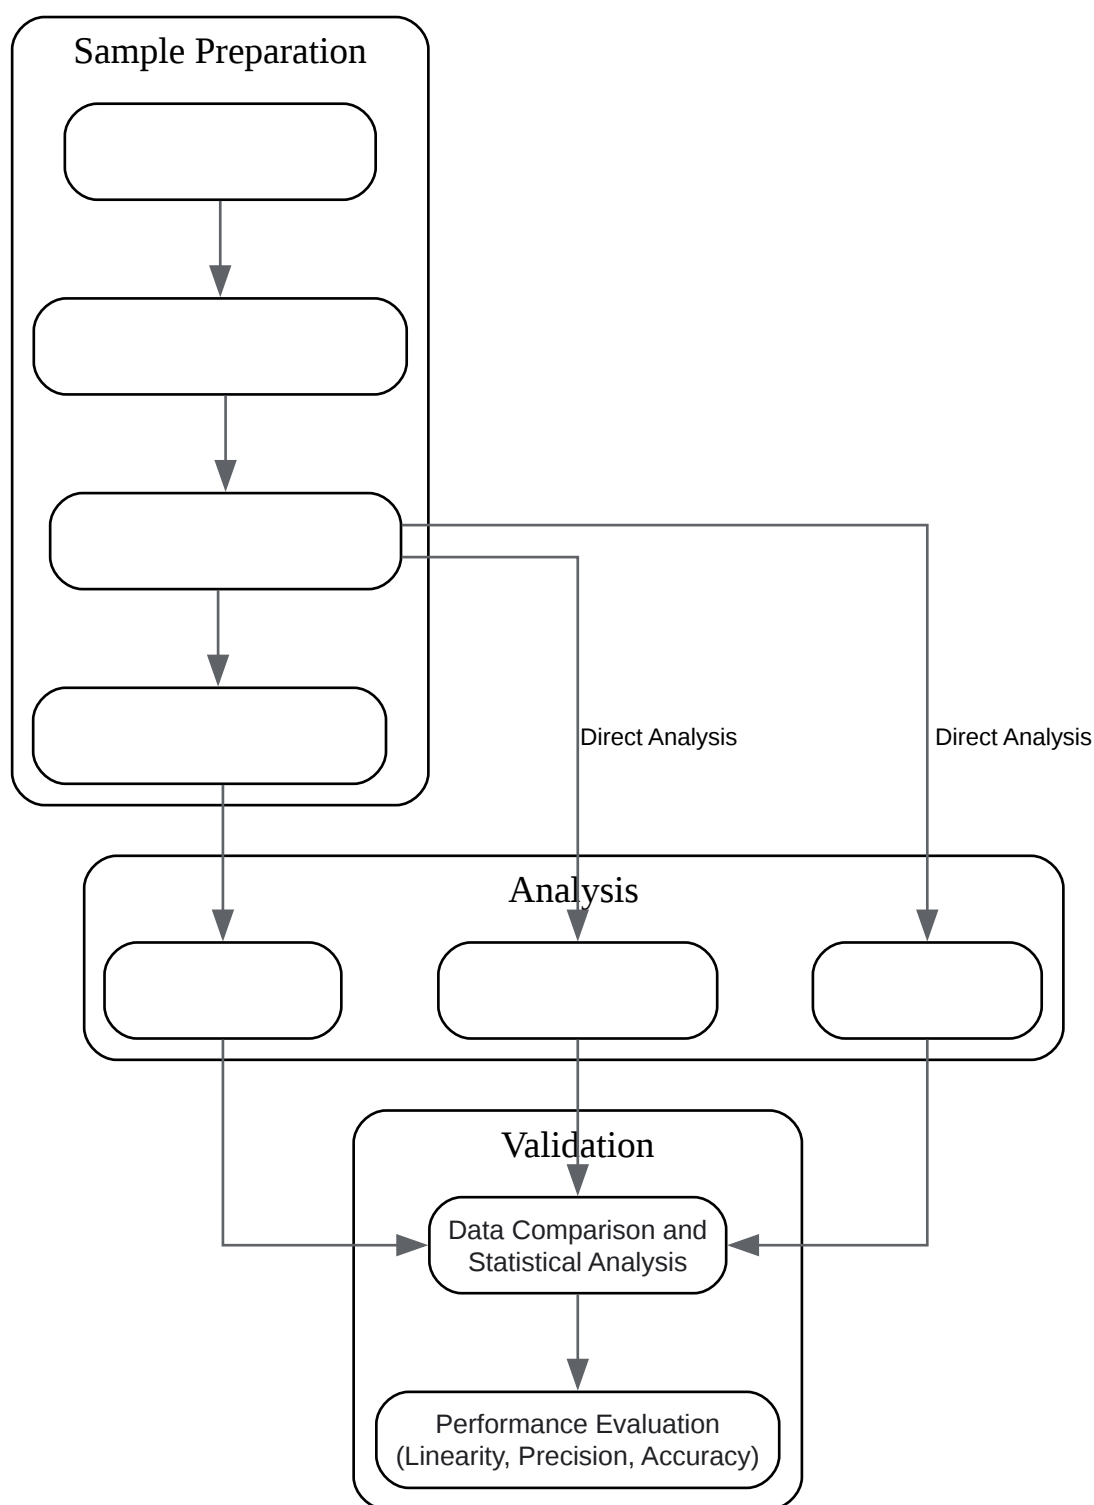 Sample Preparation
Direct Analysis
Direct Analysis
Analysis
Validation
Data Comparison and
Statistical Analysis
Performance Evaluation
(Linearity, Precision, Accuracy)